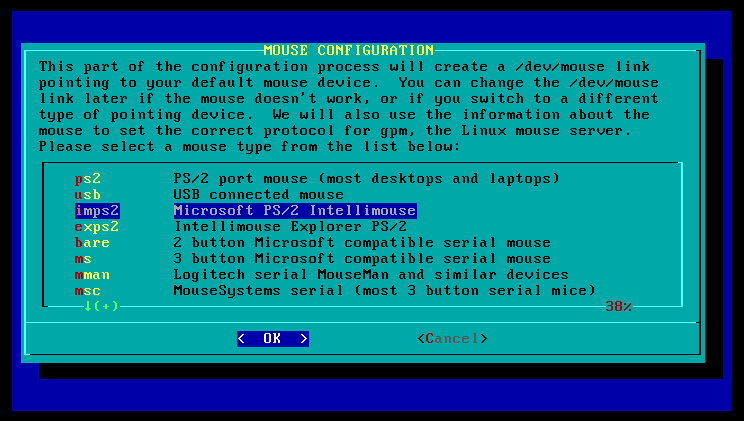 MOUSE CONFIGURATION
This part of the configuration process will create a /dev/mouse link
pointing to your default mouse device.  You can change the /dev/mouse
link later if the mouse doesn't work, or if you switch to a different
type of pointing device.  We will also use the information about the
mouse to set the correct protocol for gpm, the Linux mouse server.
Please select a mouse type from the list below:
ps2 PS/2 port mouse (most desktops and laptops)
usb USB connected mouse
imps2 Microsoft PS/2 Intellimouse
exps2 Intellimouse Explorer PS/2
bare 2 button Microsoft compatible serial mouse
ms 3 button Microsoft compatible serial mouse
mman Logitech serial MouseMan and similar devices
msc MouseSystems serial (most 3 button serial mice)
↓(+) 38%
<  OK  > <Cancel>